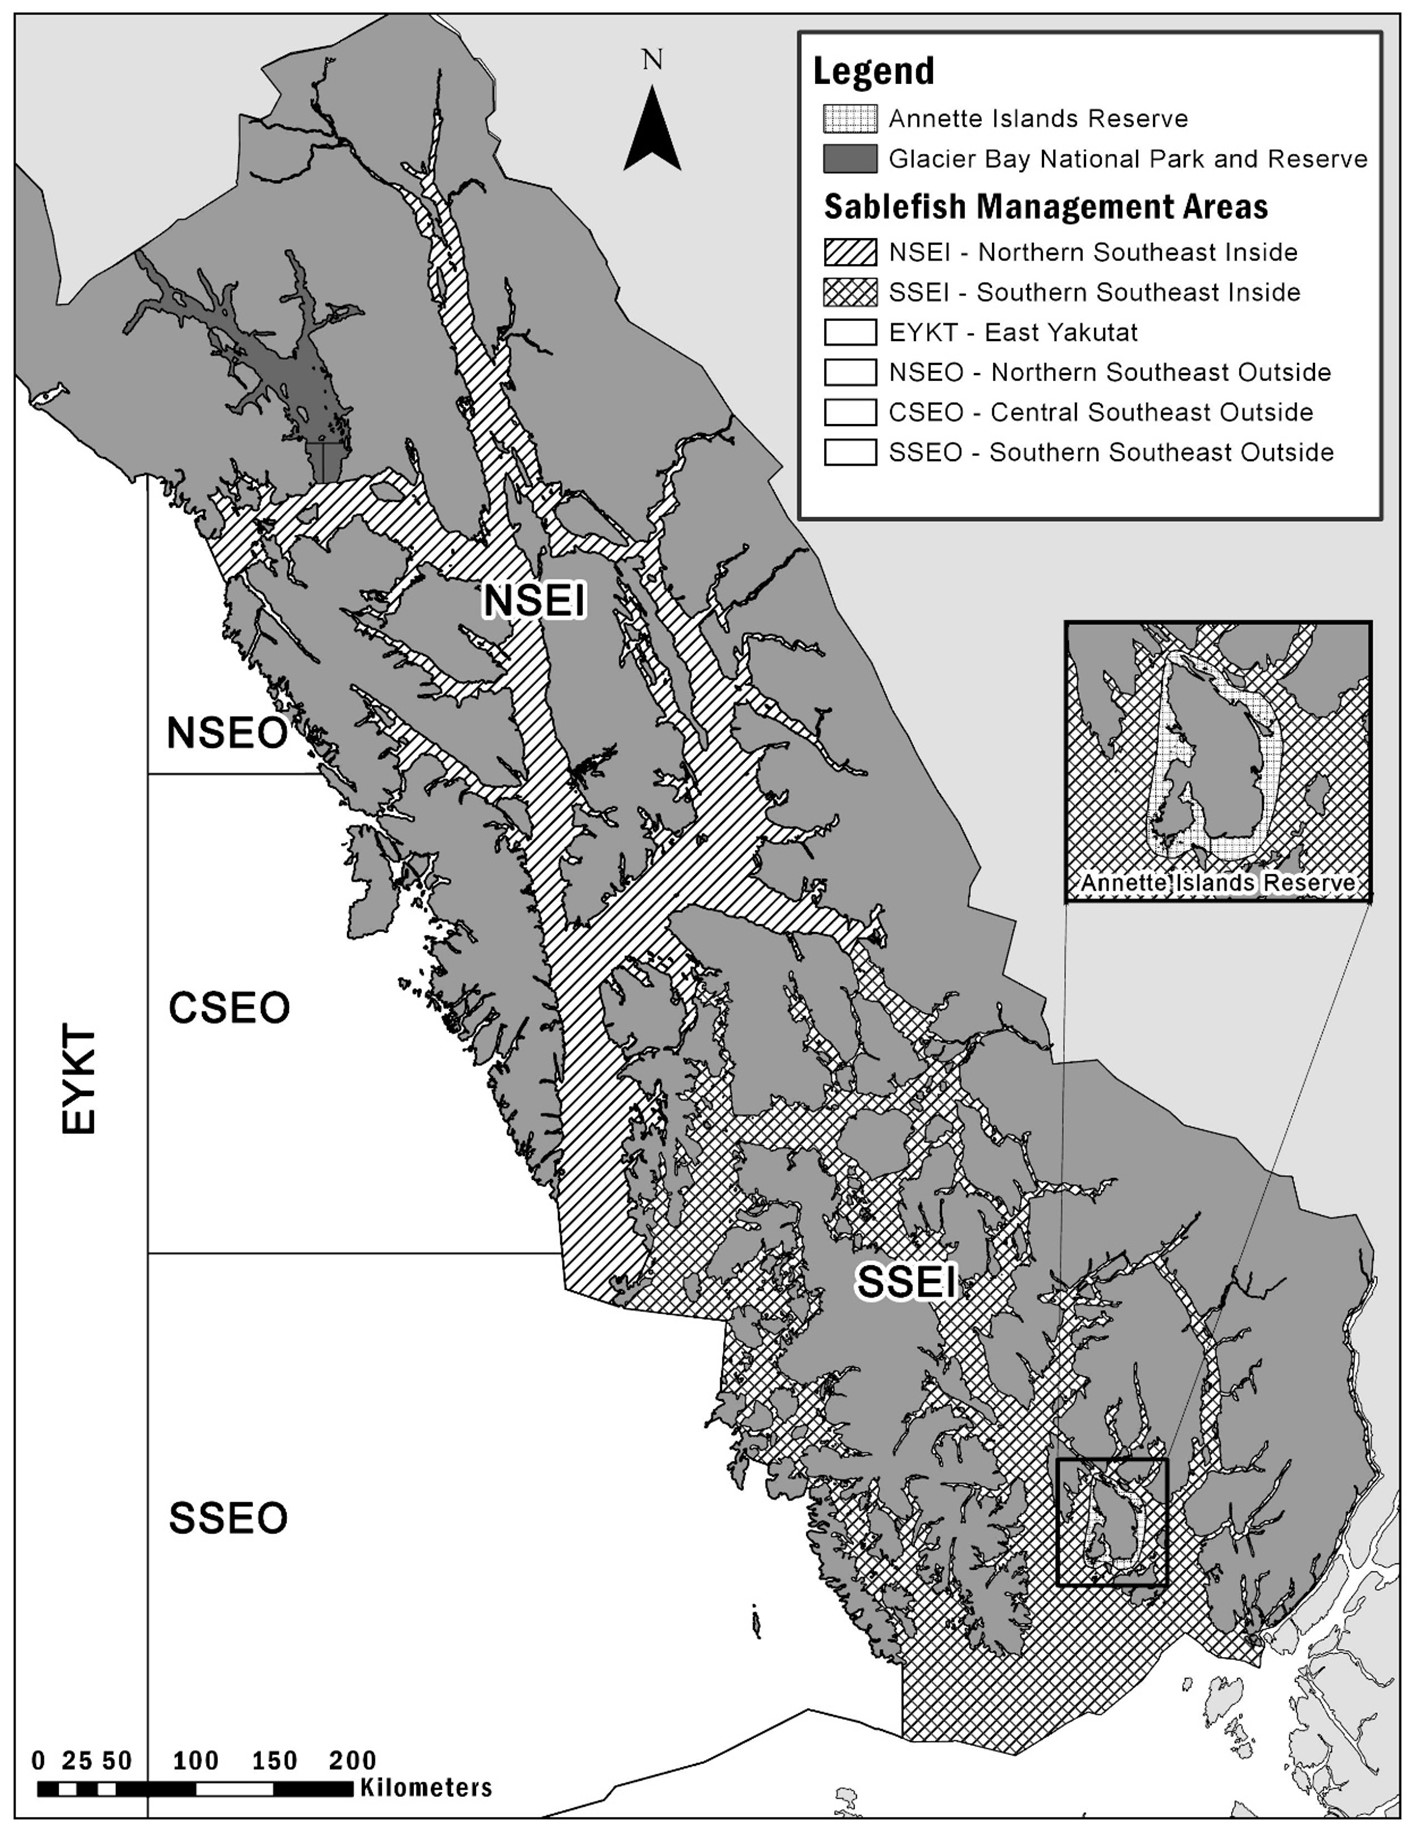 N
Legend
Annette Islands Reserve
Glacier Bay National Park and Reserve
Sablefish Management Areas
NSEI - Northern Southeast Inside
SSEI - Southern Southeast Inside
EYKT - East Yakutat
NSEO - Northern Southeast Outside
CSEO - Central Southeast Outside
SSEO - Southern Southeast Outside
NSEI
NSEO
Annette Islands Reserve
CSEO
EYKT
SSEI
SSEO
0 25 50 100 150 200
Kilometers